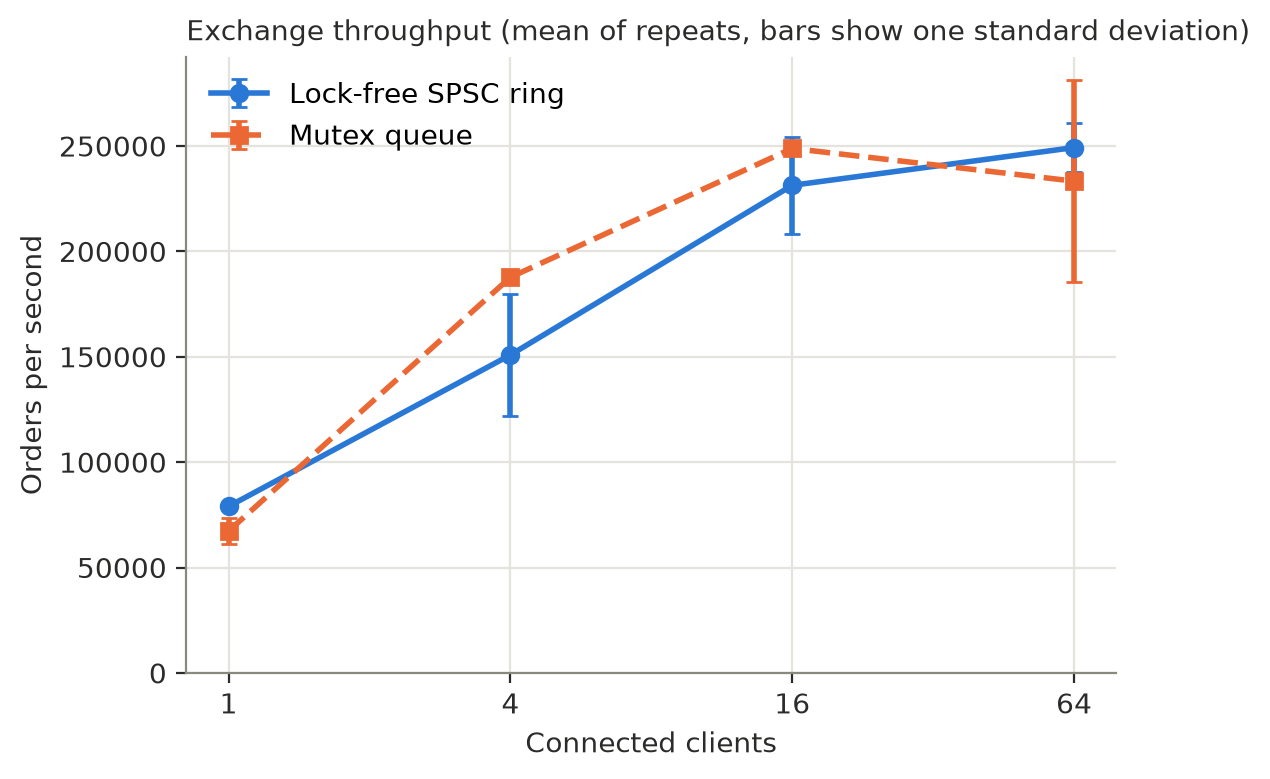 Exchange throughput (mean of repeats, bars show one standard deviation)
Lock-free SPSC ring
Mutex queue
250000
200000
150000
100000
50000
0
Orders per second
1 4 16 64
Connected clients